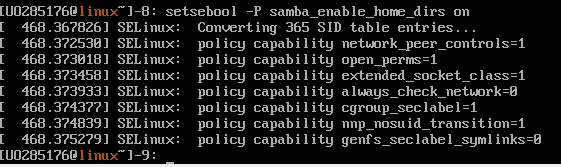 [UO285176@linux]-8: setsebool -P samba_enable_home_dirs on
[  468.367826] SELinux:  Converting 365 SID table entries...
[  468.372530] SELinux:  policy capability network_peer_controls=1
[  468.373018] SELinux:  policy capability open_perms=1
[  468.373458] SELinux:  policy capability extended_socket_class=1
[  468.373933] SELinux:  policy capability always_check_network=0
[  468.374377] SELinux:  policy capability cgroup_seclabel=1
[  468.374839] SELinux:  policy capability nnp_nosuid_transition=1
[  468.375279] SELinux:  policy capability genfs_seclabel_symlinks=0
[UO285176@linux]-9: _